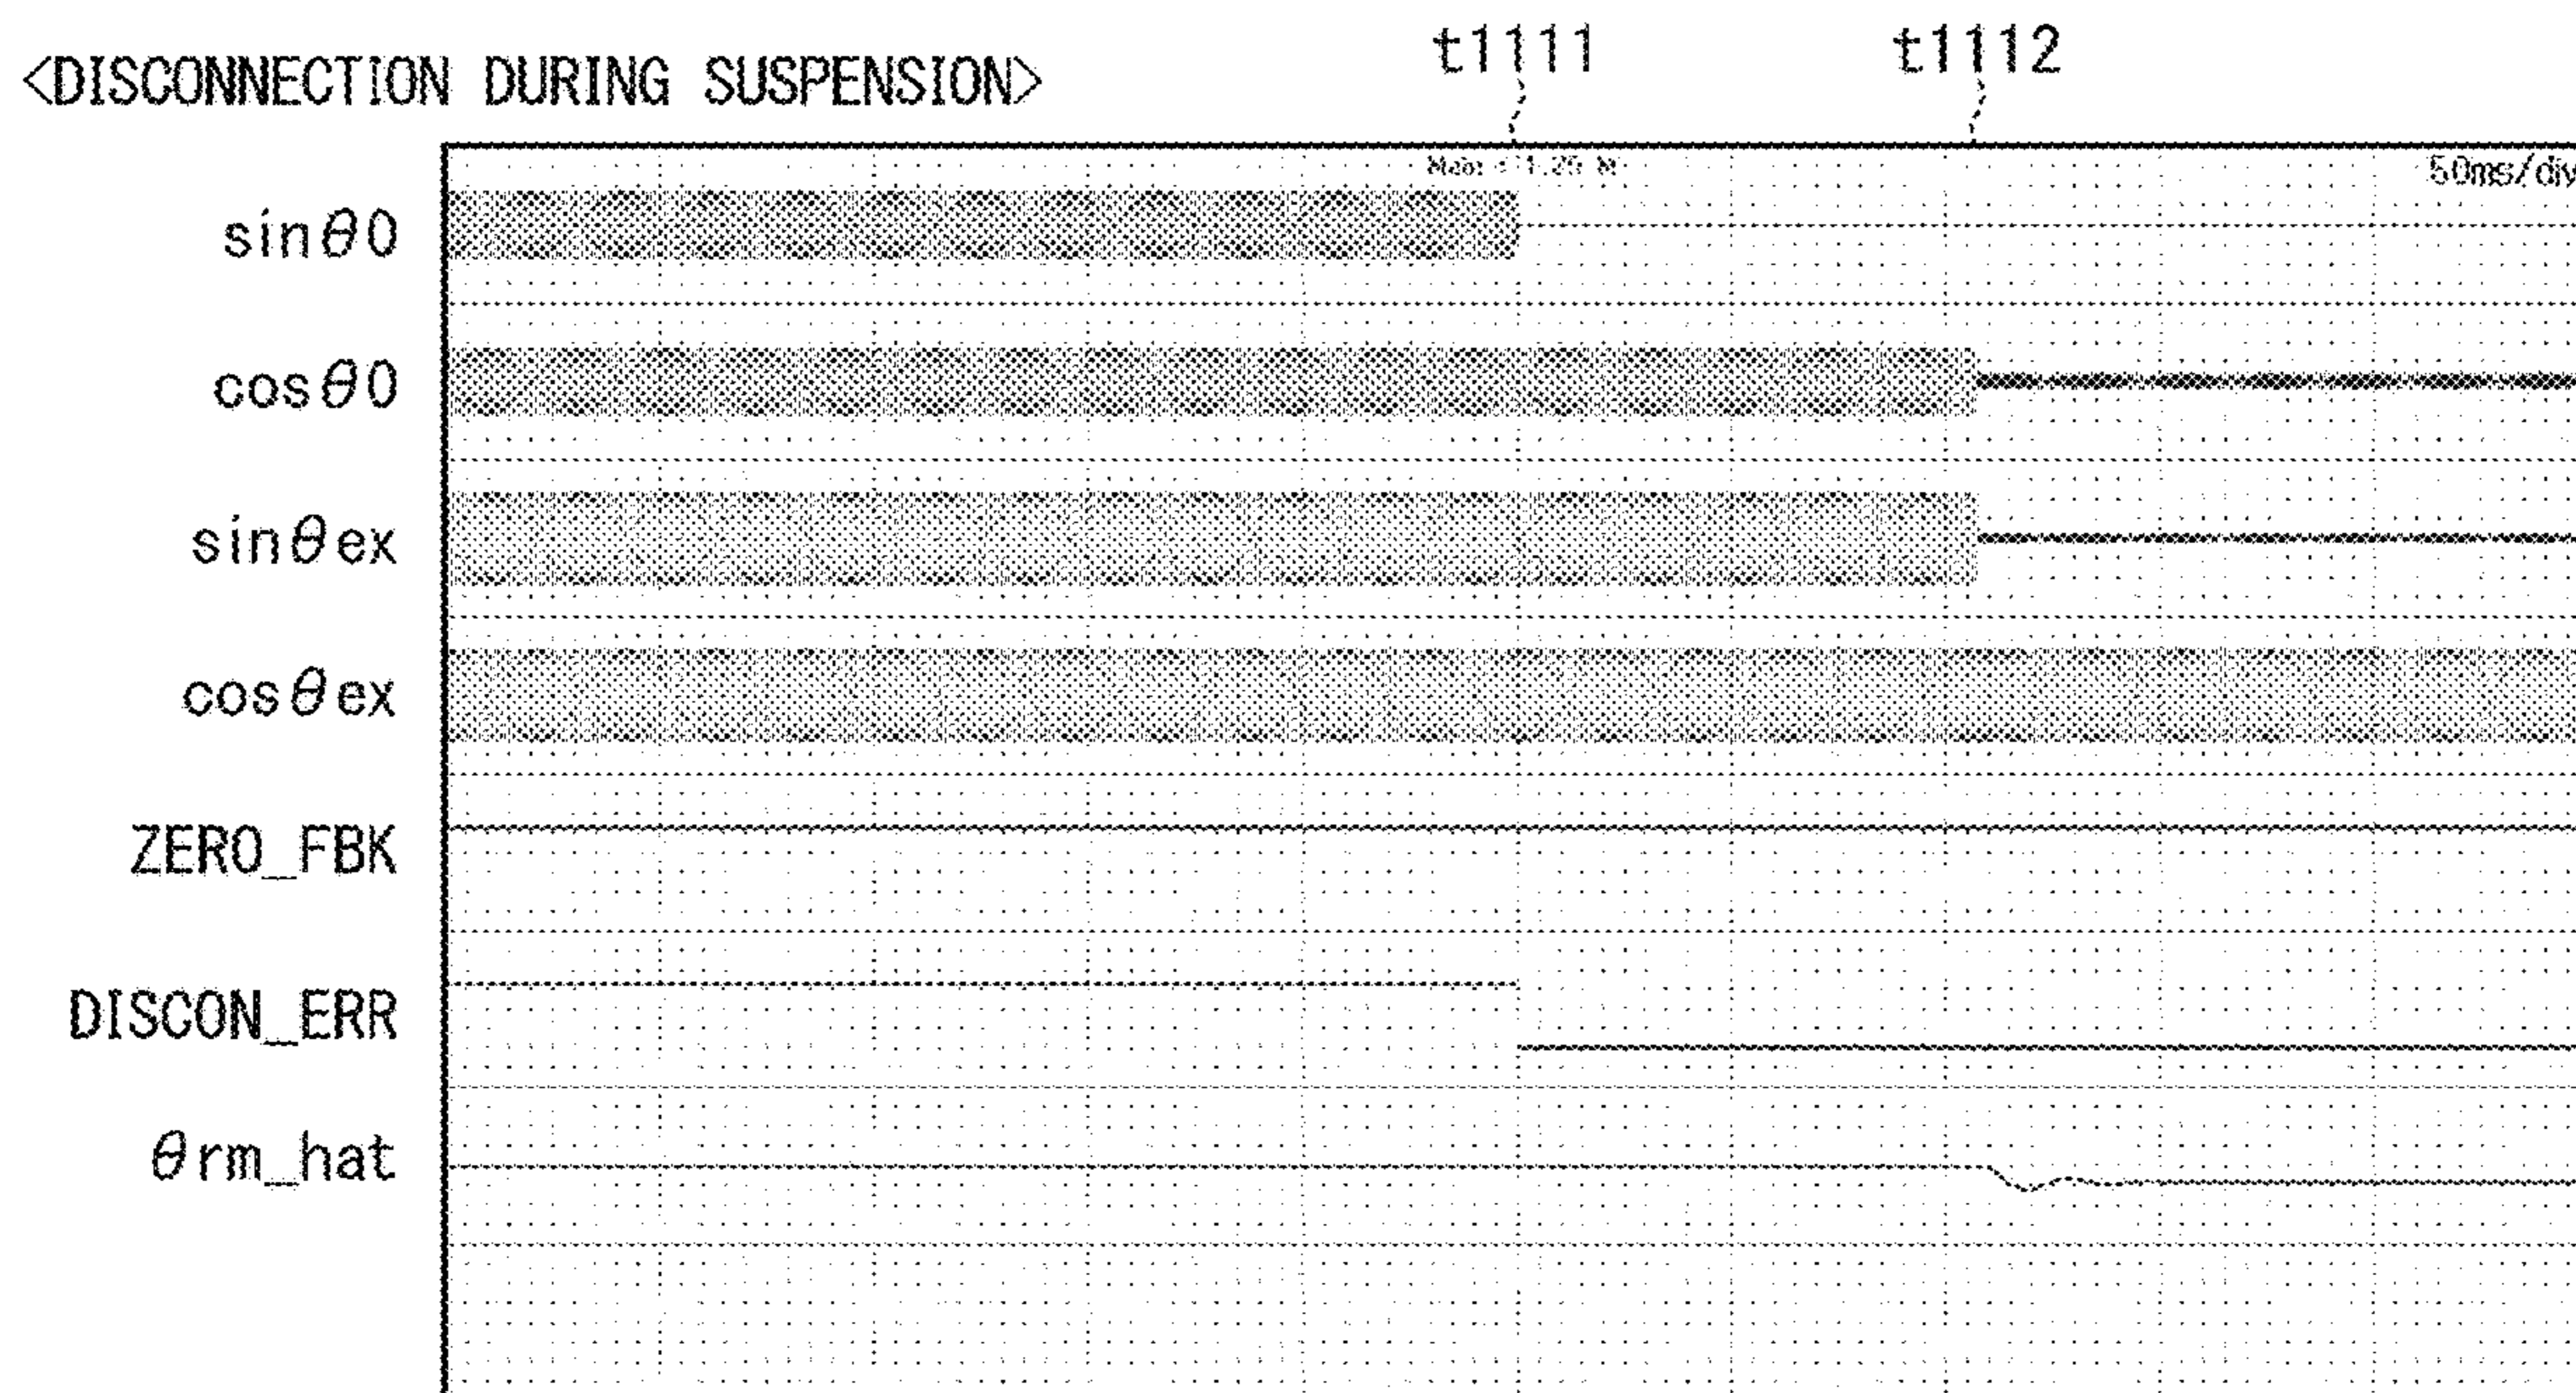 t1111 t1112
<DISCONNECTION DURING SUSPENSION>
50ms/div
sinθ0
cosθ0
sinθex
cosθex
ZERO_FBK
DISCON_ERR
θrm_hat